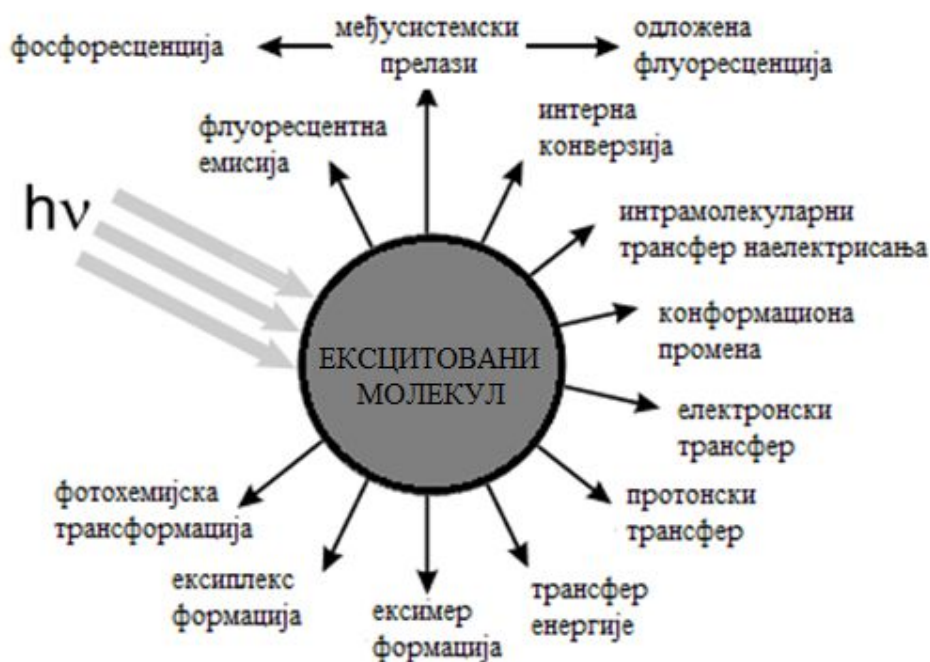 међусистемски
прелази
фосфоресценција
одложена
флуоресценција
флуоресцентна
емисија
интерна
конверзија
hν
интрамолекуларни
трансфер наелектрисања
конформациона
промена
ЕКСЦИТОВАНИ
МОЛЕКУЛ
електронски
трансфер
протонски
трансфер
фотохемијска
трансформација
ексиплекс
формација
ексимер
формација
трансфер
енергије